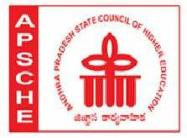 APSCHE
ANDHRA PRADESH STATE COUNCIL OF HIGHER EDUCATION